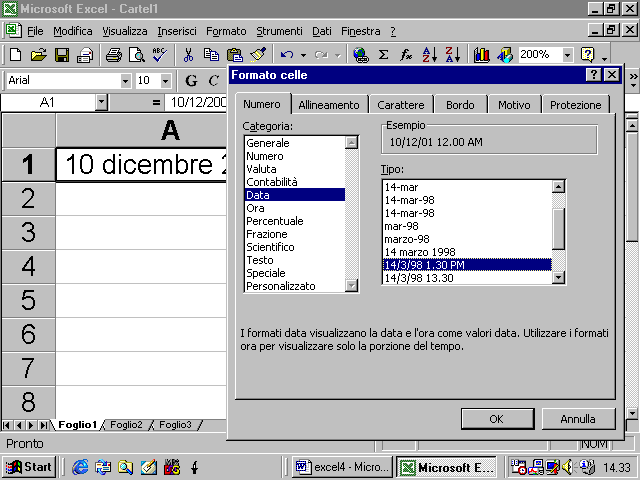 Microsoft Excel - Cartel1
File Modifica Visualizza Inserisci Formato Strumenti Dati Finestra ?
Σ fx 200%
Arial 10 G C
A1 = 10/12/200
A
1 10 dicembre 2
2
3
4
5
6
7
8
Formato celle
Numero Allineamento Carattere Bordo Motivo Protezione
Categoria:
Generale
Numero
Valuta
Contabilità
Data
Ora
Percentuale
Frazione
Scientifico
Testo
Speciale
Personalizzato
Esempio
10/12/01 12.00 AM
Tipo:
14-mar
14-mar-98
14-mar-98
mar-98
marzo-98
14 marzo 1998
14/3/98 1.30 PM
14/3/98 13.30
I formati data visualizzano la data e l'ora come valori data. Utilizzare i formati
ora per visualizzare solo la porzione del tempo.
OK Annulla
Foglio1 Foglio2 Foglio3
Pronto NUM
Start excel4 - Micro... Microsoft E... 14.33